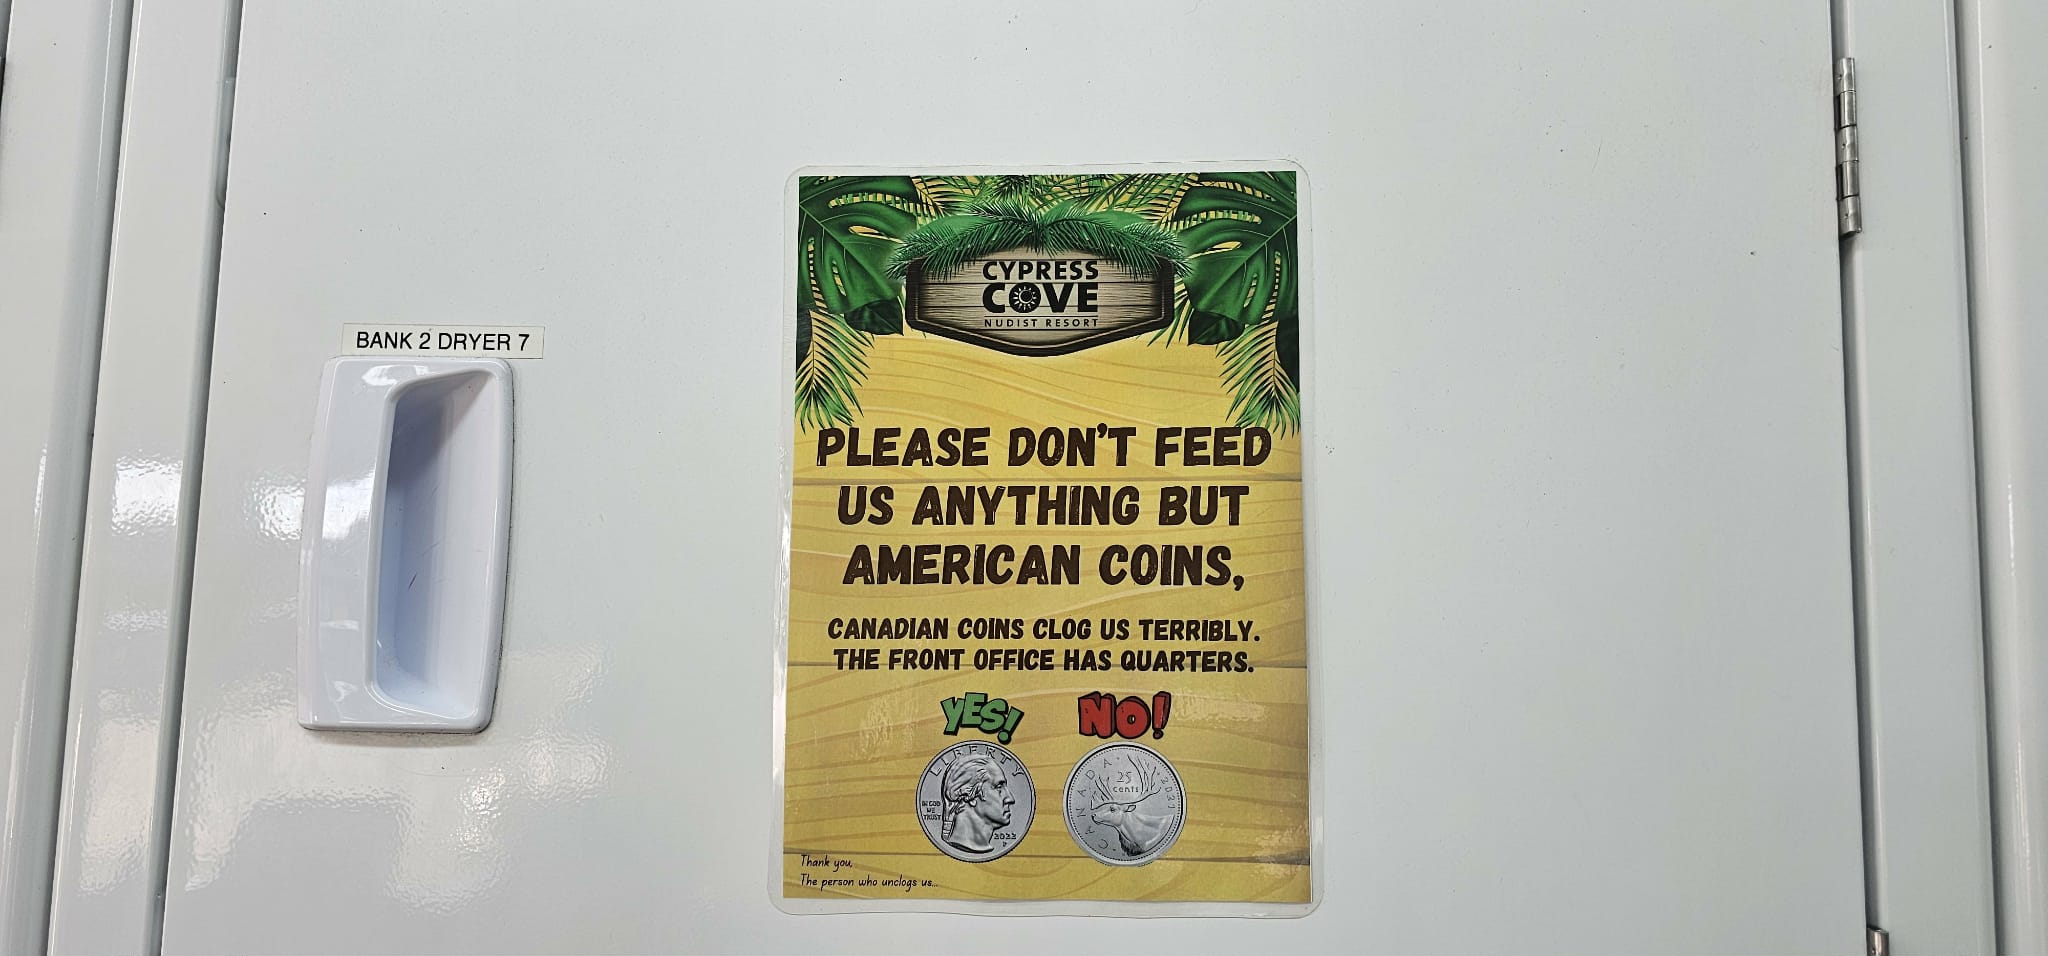 BANK 2 DRYER 7
CYPRESS
COVE
NUDIST RESORT
PLEASE DON'T FEED
US ANYTHING BUT
AMERICAN COINS,
CANADIAN COINS CLOG US TERRIBLY.
THE FRONT OFFICE HAS QUARTERS.
YES! NO!
LIBERTY
IN GOD
WE
TRUST
2022
CANADA
25
cents
Thank you,
The person who unclogs us...